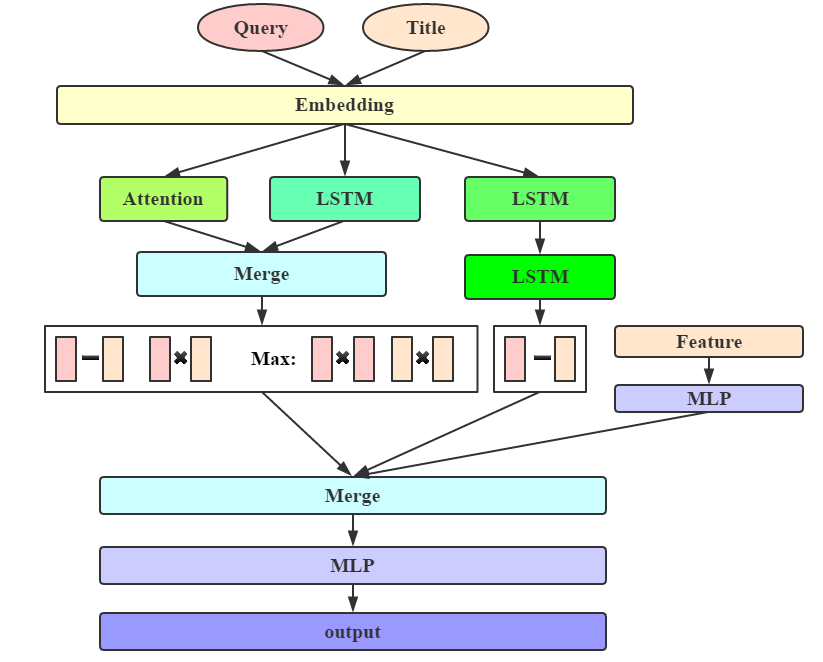 Query
Title
Embedding
Attention
LSTM
LSTM
Merge
LSTM
Max:
Feature
MLP
Merge
MLP
output